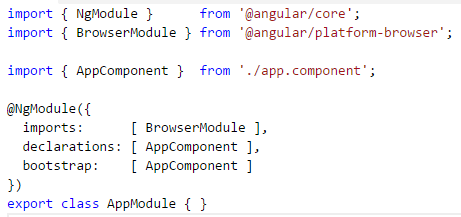 import { NgModule }      from '@angular/core';
import { BrowserModule } from '@angular/platform-browser';

import { AppComponent }  from './app.component';

@NgModule({
  imports:      [ BrowserModule ],
  declarations: [ AppComponent ],
  bootstrap:    [ AppComponent ]
})
export class AppModule { }